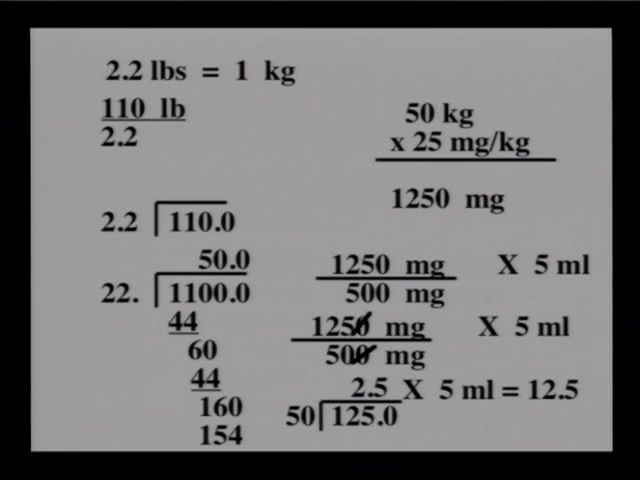 2.2 lbs = 1 kg
110 lb
2.2
2.2 110.0
50.0
22. 1100.0
44
60
44
160
154
50 kg
x 25 mg/kg
1250 mg
1250 mg X 5 ml
500 mg
1250 mg X 5 ml
500 mg
2.5 X 5 ml = 12.5
50 125.0